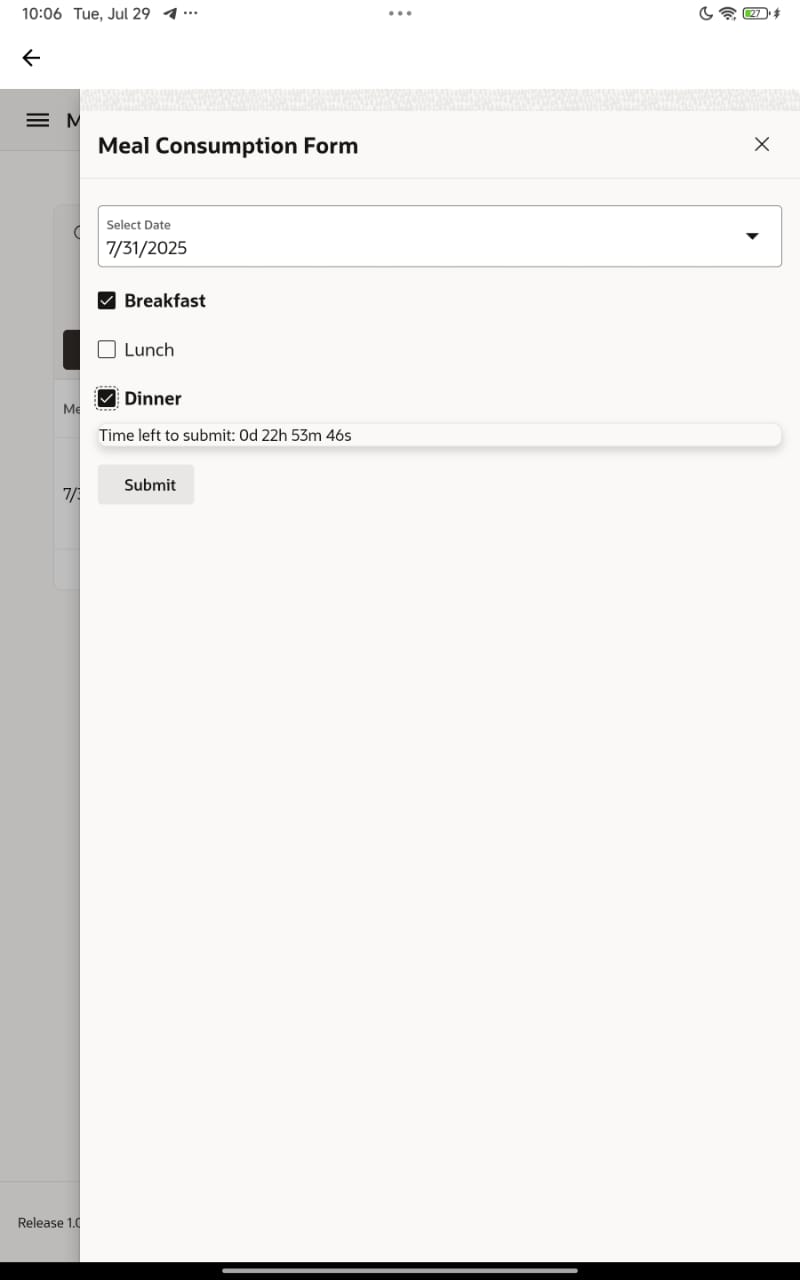 10:06 Tue, Jul 29
27
M
Meal Consumption Form
Select Date
7/31/2025
Breakfast
Lunch
Dinner
Me
Time left to submit: 0d 22h 53m 46s
Submit
7/3
Release 1.0